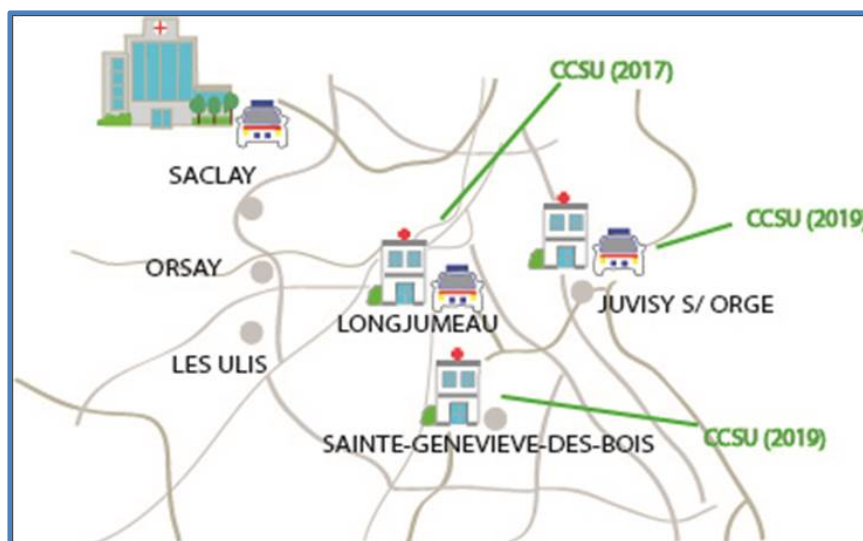 CCSU (2017)
SACLAY
CCSU (2019)
ORSAY
JUVISY S/ ORGE
LONGJUMEAU
LES ULIS
CCSU (2019)
SAINTE-GENEVIEVE-DES-BOIS